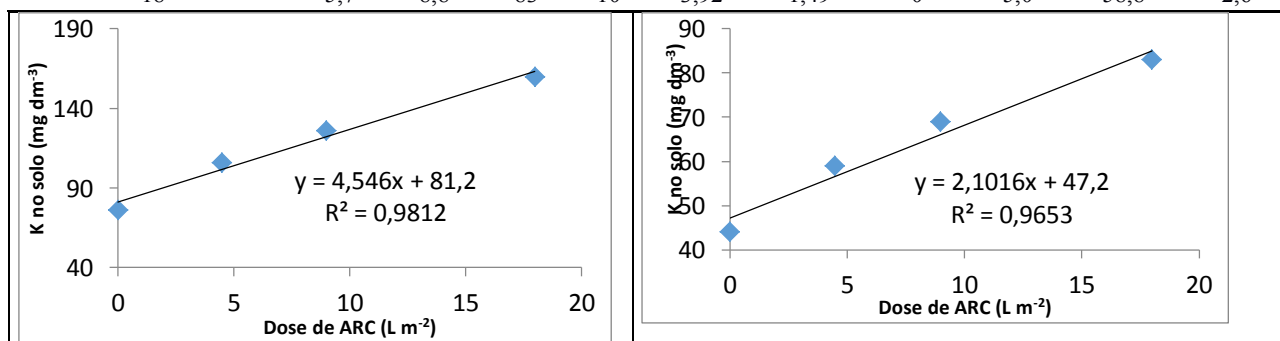 190
140
90
40
K no solo (mg dm-3)
y = 4,546x + 81,2
R² = 0,9812
0 5 10 15 20
Dose de ARC (L m-2)
90
80
70
60
50
40
K no solo (mg dm-3)
y = 2,1016x + 47,2
R² = 0,9653
0 5 10 15 20
Dose de ARC (L m-2)